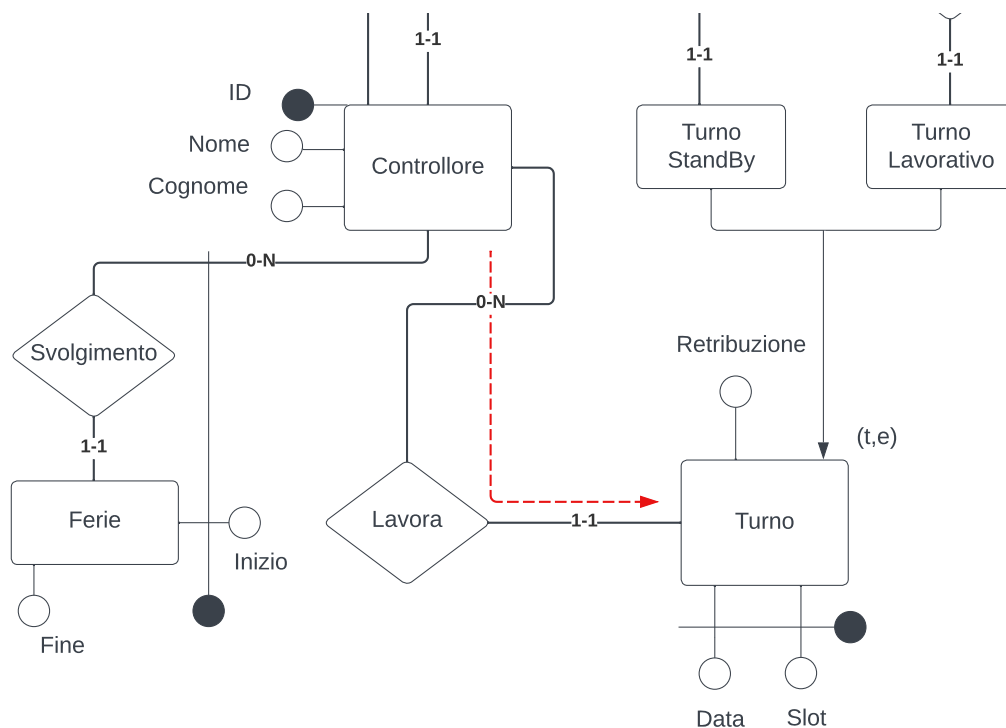 1-1
1-1
1-1
ID
Nome
Cognome
Controllore
Turno
StandBy
Turno
Lavorativo
0-N
0-N
Svolgimento
Retribuzione
1-1
(t,e)
Ferie
Lavora
1-1
Turno
Inizio
Fine
Data
Slot